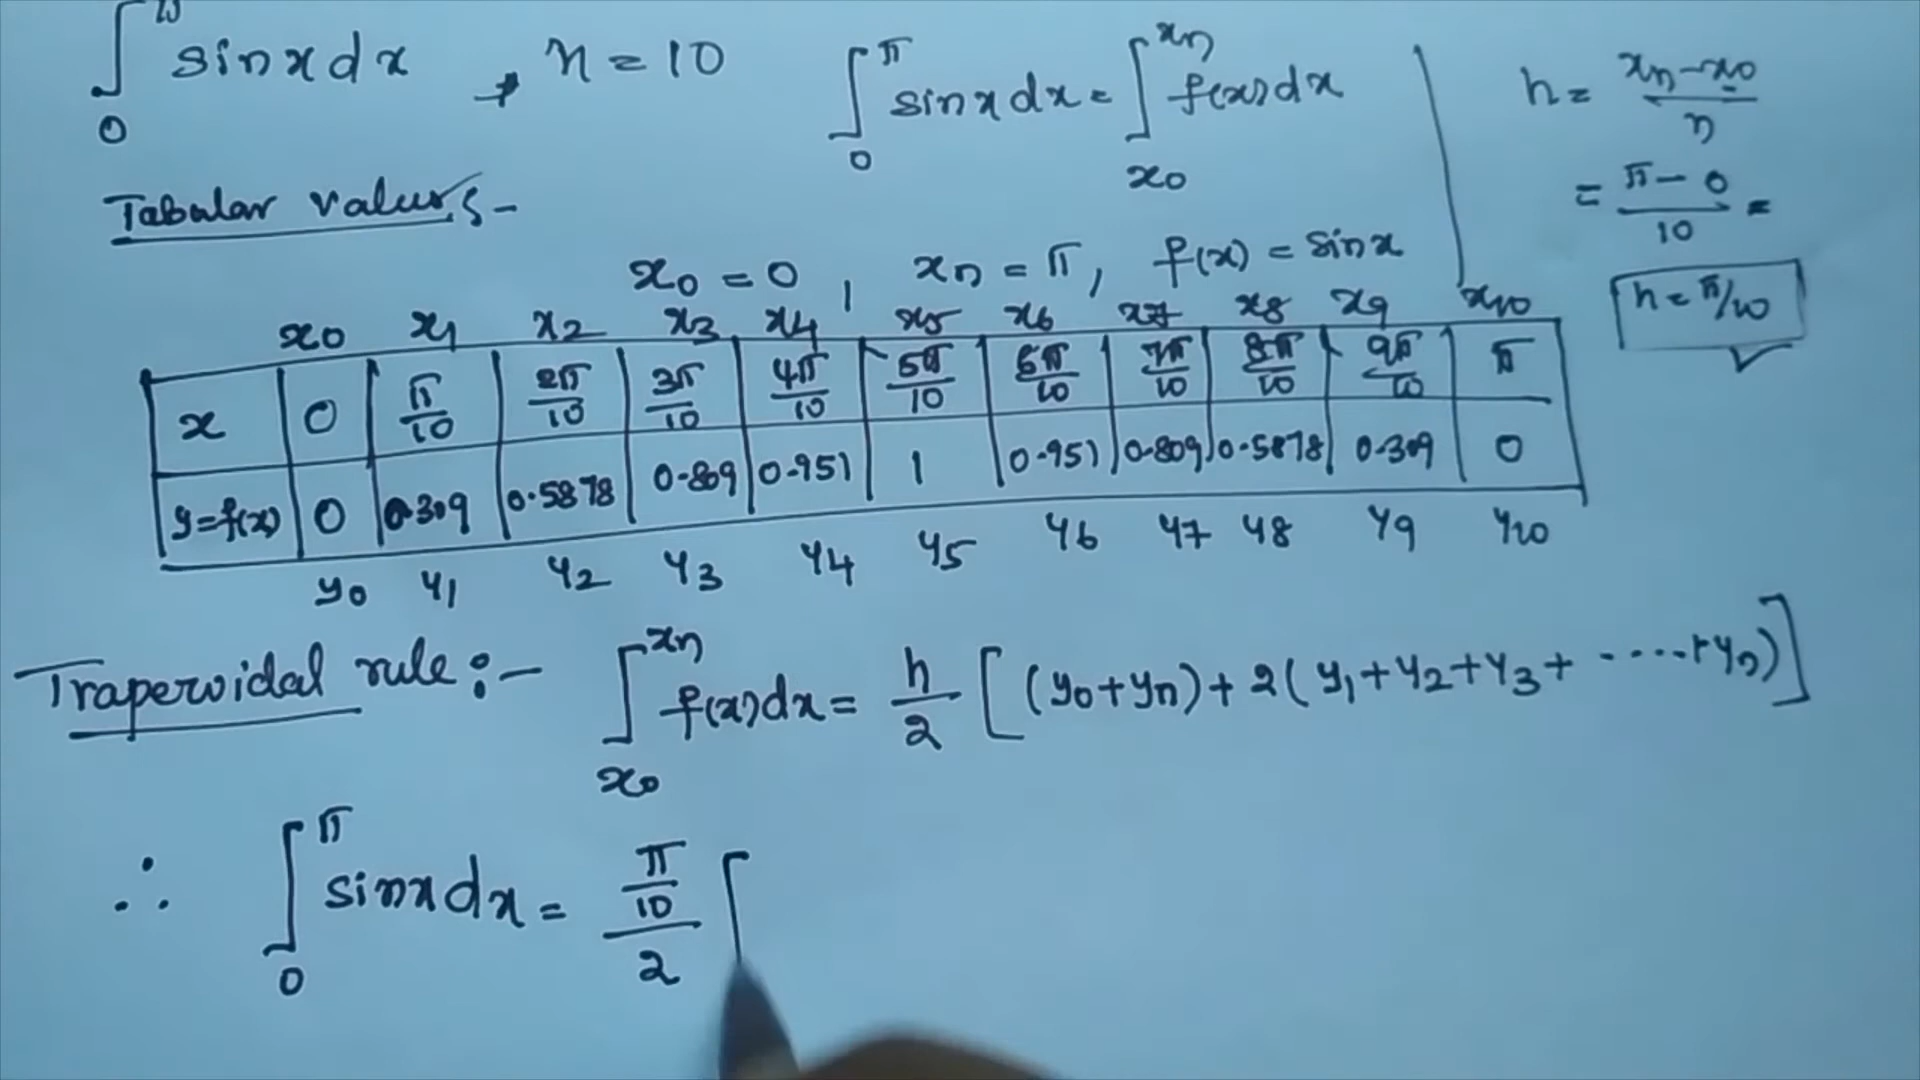 ∫₀^π sinx dx , n = 10
∫₀^π sinx dx = ∫_{x0}^{xn} f(x) dx
h = (xn - x0)/n
= (π - 0)/10 =
h = π/10
Tabular values:-
x0 = 0 , xn = π, f(x) = sinx
x0 x1 x2 x3 x4 x5 x6 x7 x8 x9 x10
x 0 π/10 2π/10 3π/10 4π/10 5π/10 6π/10 7π/10 8π/10 9π/10 π
y=f(x) 0 0.309 0.5878 0.809 0.951 1 0.951 0.809 0.5878 0.309 0
y0 y1 y2 y3 y4 y5 y6 y7 y8 y9 y10
Trapezoidal rule:- ∫_{x0}^{xn} f(x)dx = h/2 [(y0+yn)+2(y1+y2+y3+.....+yn)]
∴ ∫₀^π sinx dx = (π/10)/2 [